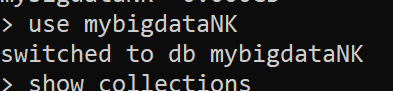 > use mybigdataNK
switched to db mybigdataNK
> show collections